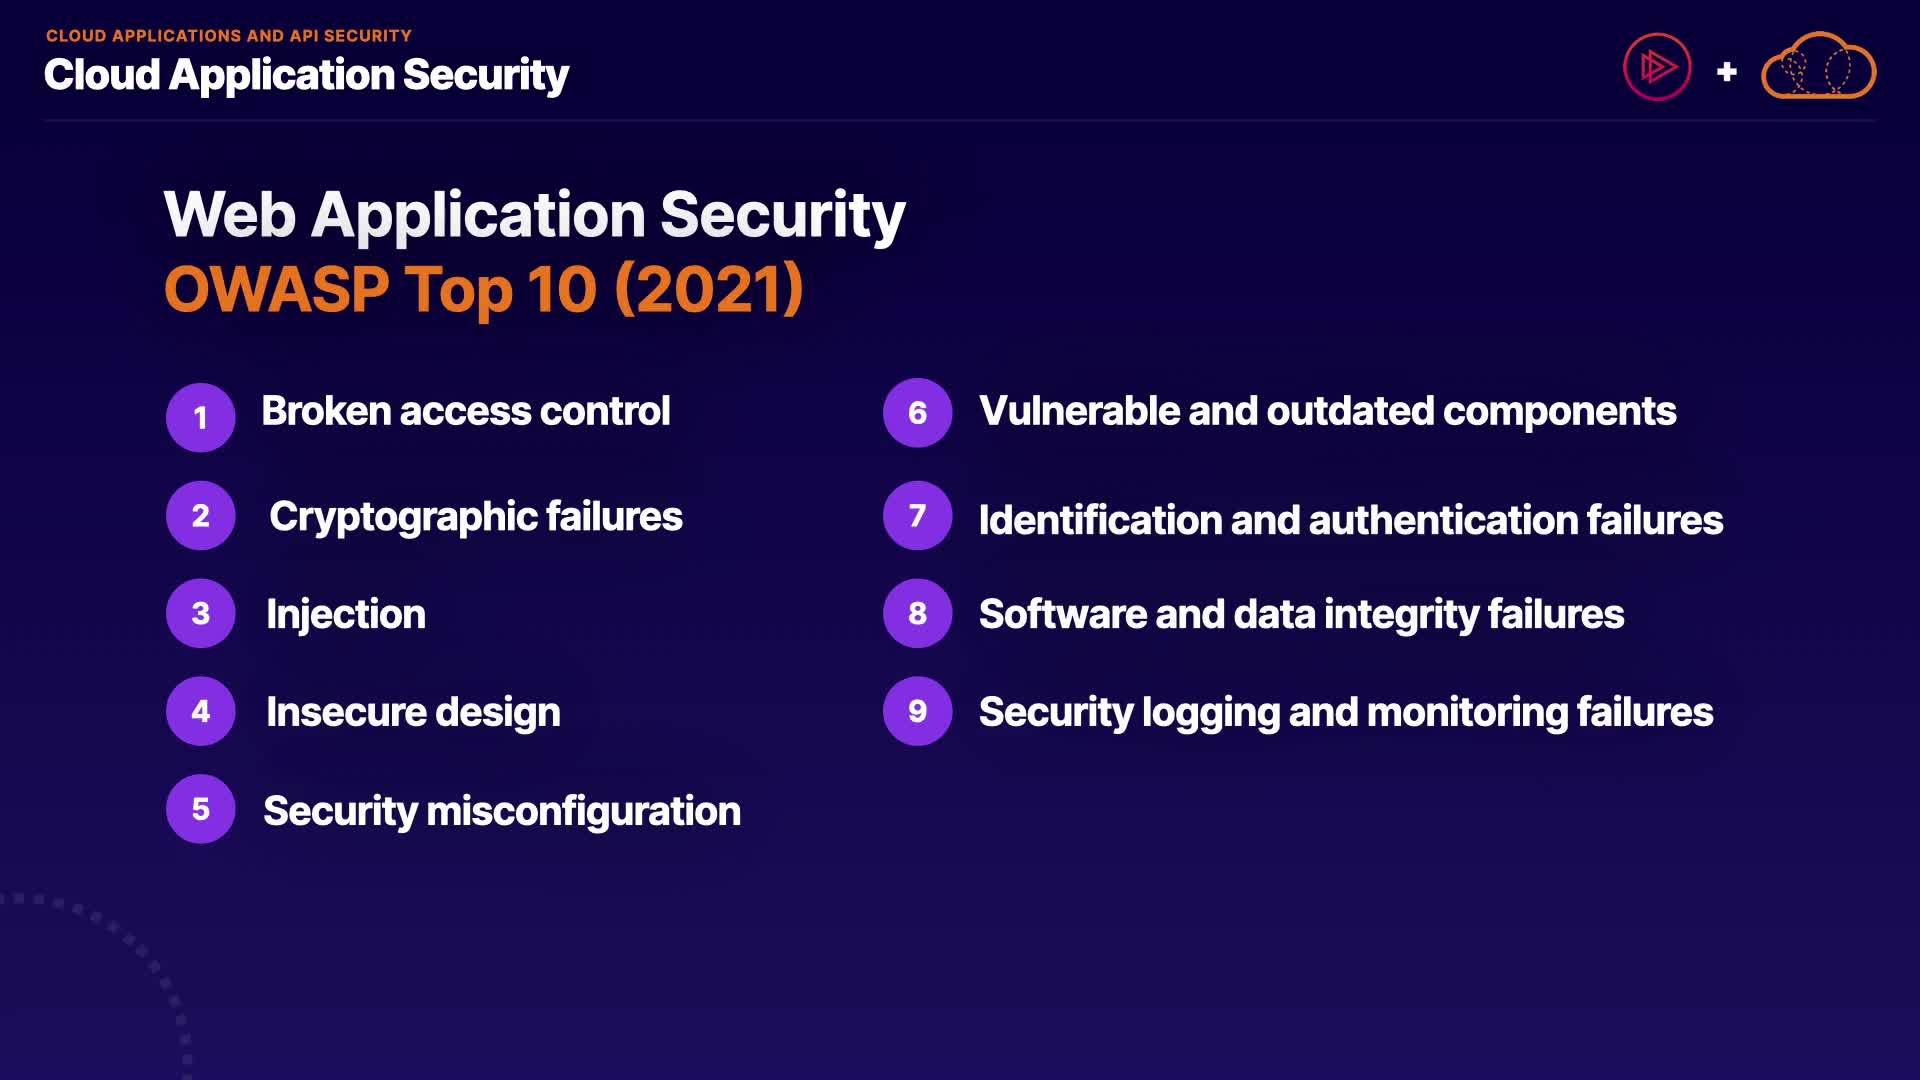 CLOUD APPLICATIONS AND API SECURITY
Cloud Application Security
+
Web Application Security
OWASP Top 10 (2021)
1 Broken access control
2 Cryptographic failures
3 Injection
4 Insecure design
5 Security misconfiguration
6 Vulnerable and outdated components
7 Identification and authentication failures
8 Software and data integrity failures
9 Security logging and monitoring failures